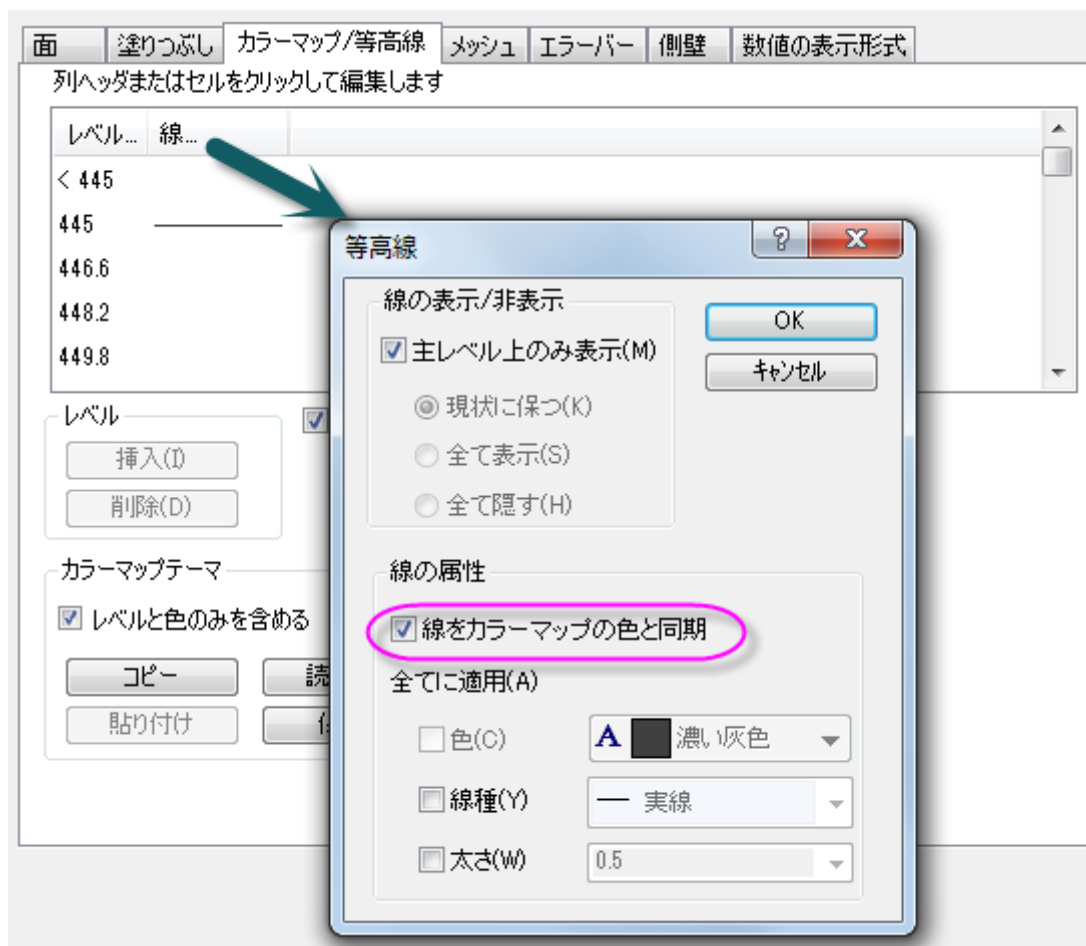 面 塗りつぶし カラーマップ/等高線 メッシュ エラーバー 側壁 数値の表示形式
列ヘッダまたはセルをクリックして編集します
レベル... 線...
< 445
445
446.6
448.2
449.8
レベル
挿入(I)
削除(D)
カラーマップテーマ
レベルと色のみを含める
コピー 読
貼り付け
等高線
線の表示/非表示
主レベル上のみ表示(M)
現状に保つ(K)
全て表示(S)
全て隠す(H)
OK
キャンセル
線の属性
線をカラーマップの色と同期
全てに適用(A)
色(C) A 濃い灰色
線種(Y) 実線
太さ(W) 0.5